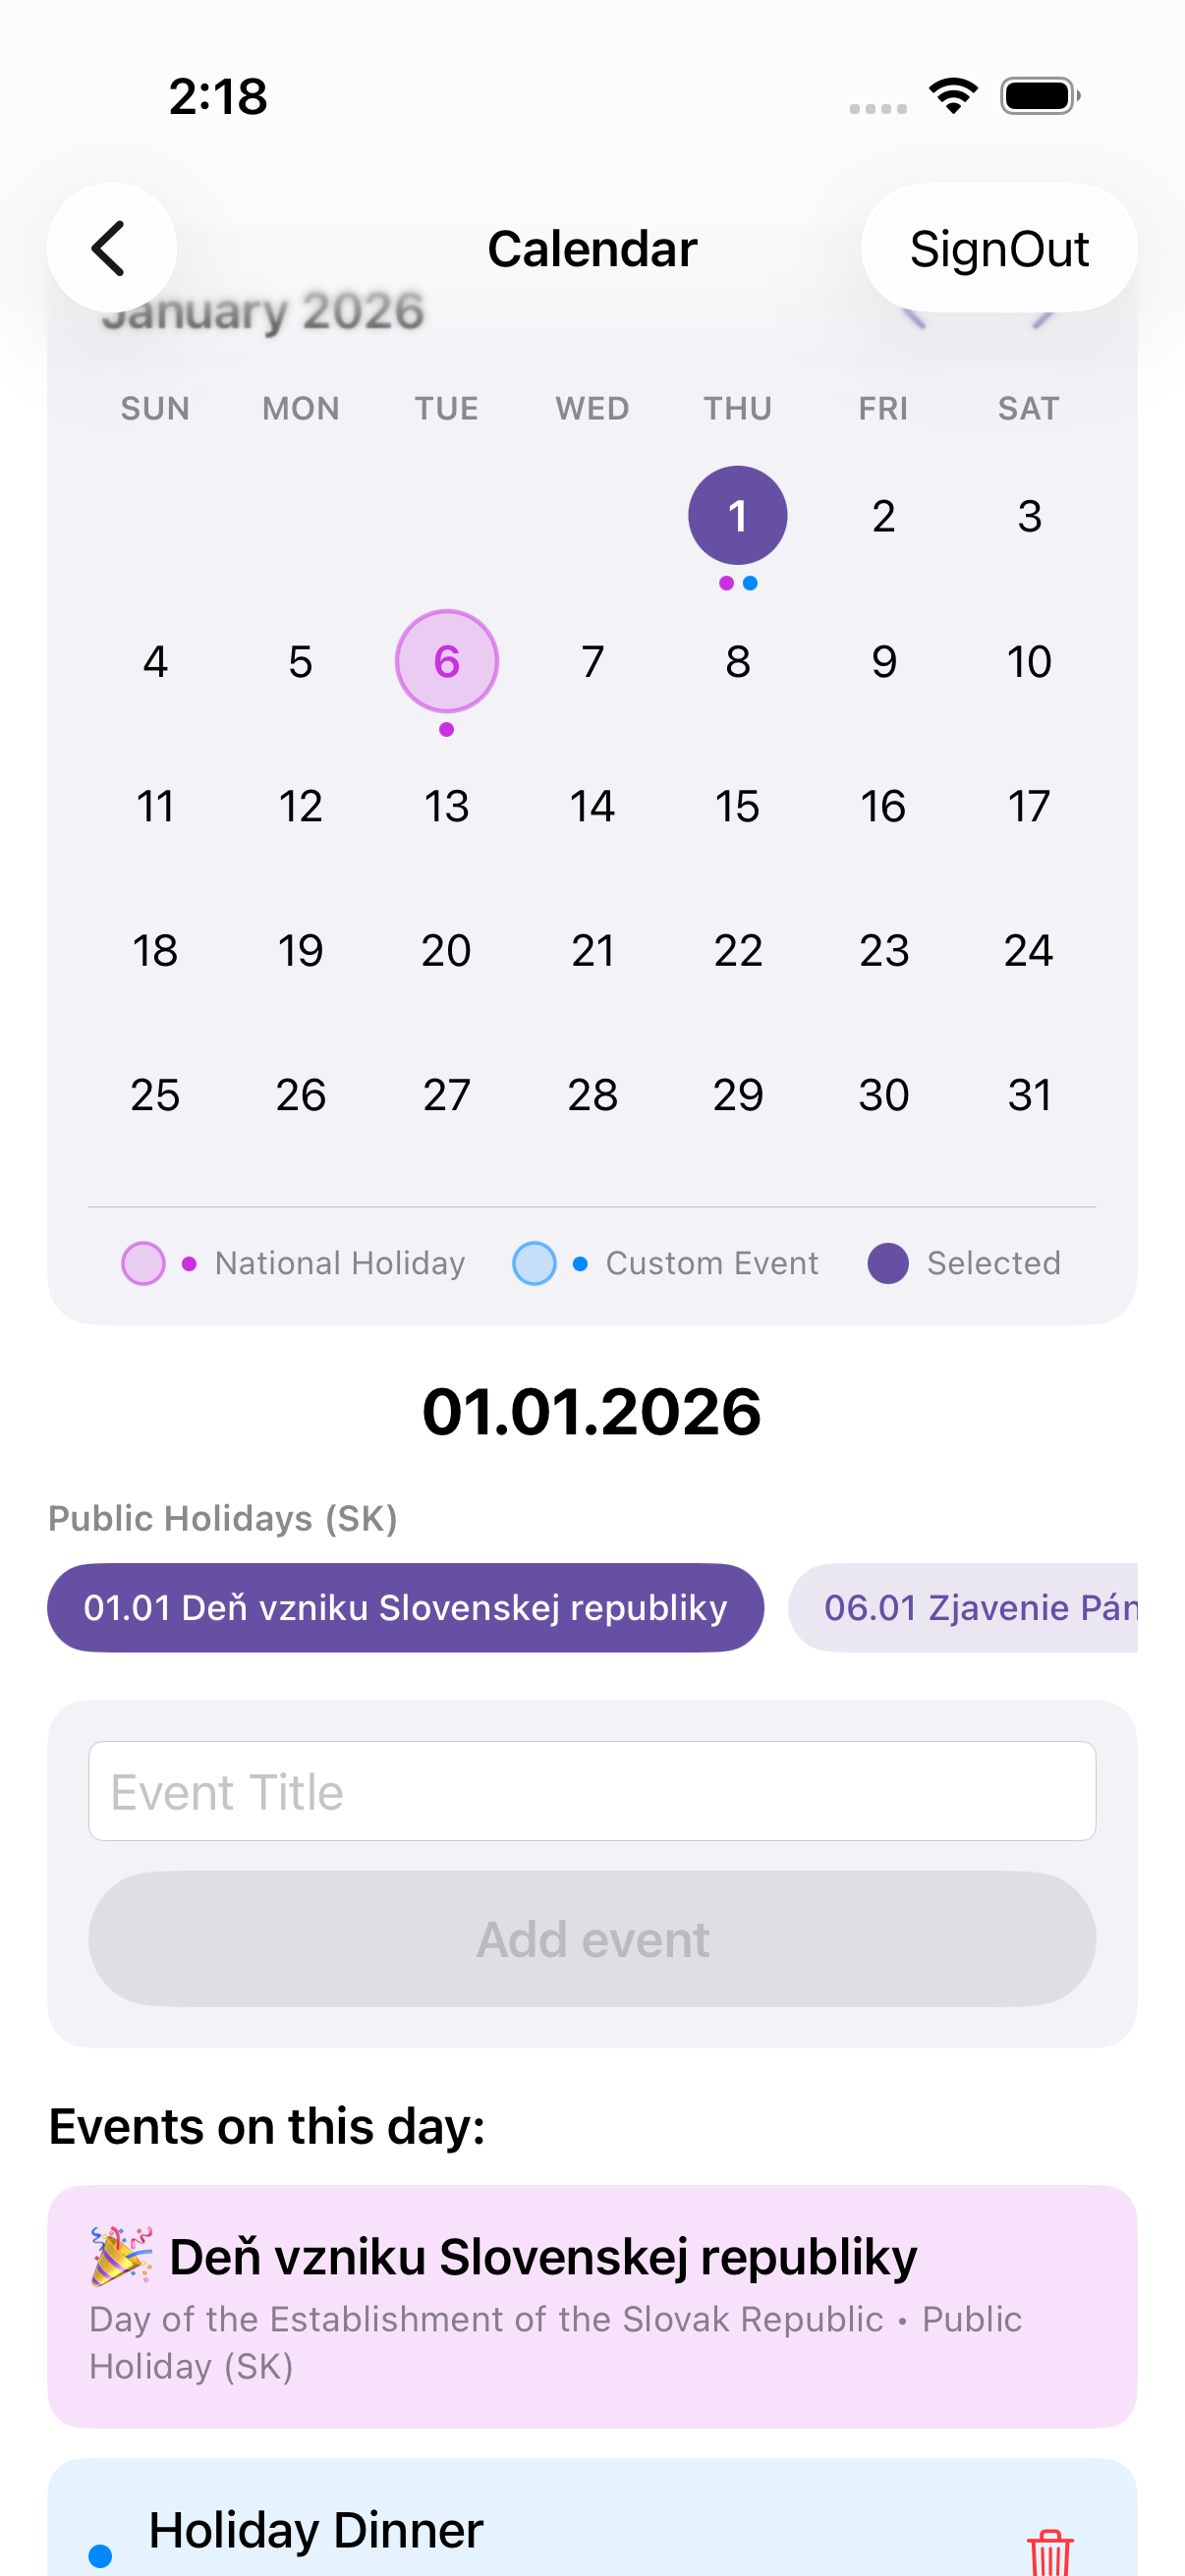 2:18
Calendar
SignOut
January 2026
SUN MON TUE WED THU FRI SAT
1 2 3
4 5 6 7 8 9 10
11 12 13 14 15 16 17
18 19 20 21 22 23 24
25 26 27 28 29 30 31
National Holiday Custom Event Selected
01.01.2026
Public Holidays (SK)
01.01 Deň vzniku Slovenskej republiky 06.01 Zjavenie
Event Title
Add event
Events on this day:
🎉 Deň vzniku Slovenskej republiky
Day of the Establishment of the Slovak Republic • Public
Holiday (SK)
Holiday Dinner